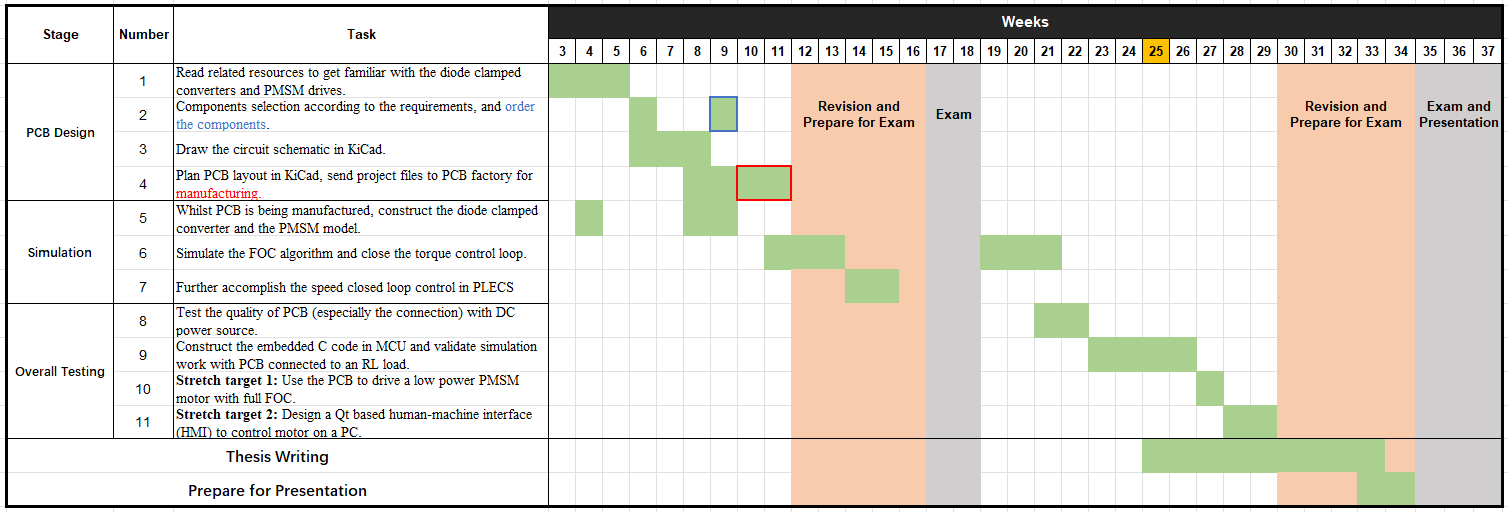 Stage Number Task Weeks
3 4 5 6 7 8 9 10 11 12 13 14 15 16 17 18 19 20 21 22 23 24 25 26 27 28 29 30 31 32 33 34 35 36 37
PCB Design
1
Read related resources to get familiar with the diode clamped
converters and PMSM drives.
2
Components selection according to the requirements, and order
the components.
3
Draw the circuit schematic in KiCad.
4
Plan PCB layout in KiCad, send project files to PCB factory for
manufacturing.
Simulation
5
Whilst PCB is being manufactured, construct the diode clamped
converter and the PMSM model.
6
Simulate the FOC algorithm and close the torque control loop.
7
Further accomplish the speed closed loop control in PLECS
Overall Testing
8
Test the quality of PCB (especially the connection) with DC
power source.
9
Construct the embedded C code in MCU and validate simulation
work with PCB connected to an RL load.
10
Stretch target 1: Use the PCB to drive a low power PMSM
motor with full FOC.
11
Stretch target 2: Design a Qt based human-machine interface
(HMI) to control motor on a PC.
Thesis Writing
Prepare for Presentation
Revision and
Prepare for Exam
Exam
Revision and
Prepare for Exam
Exam and
Presentation